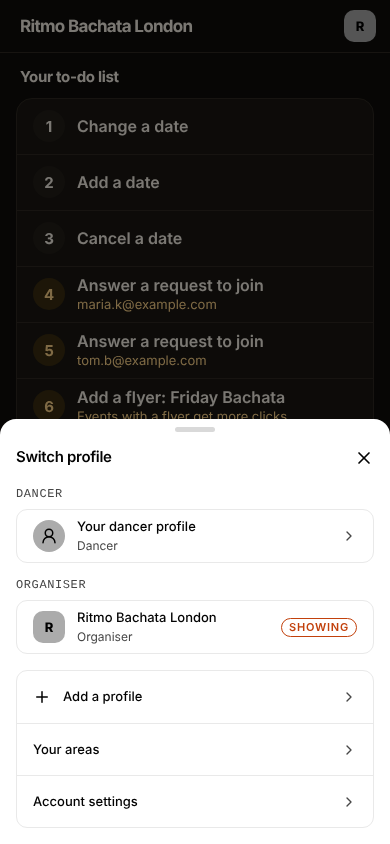 Ritmo Bachata London
R
Your to-do list
1
Change a date
2
Add a date
3
Cancel a date
4
Answer a request to join
maria.k@example.com
5
Answer a request to join
tom.b@example.com
6
Add a flyer: Friday Bachata
Events with a flyer get more clicks
Switch profile
DANCER
Your dancer profile
Dancer
ORGANISER
R
Ritmo Bachata London
Organiser
SHOWING
Add a profile
Your areas
Account settings